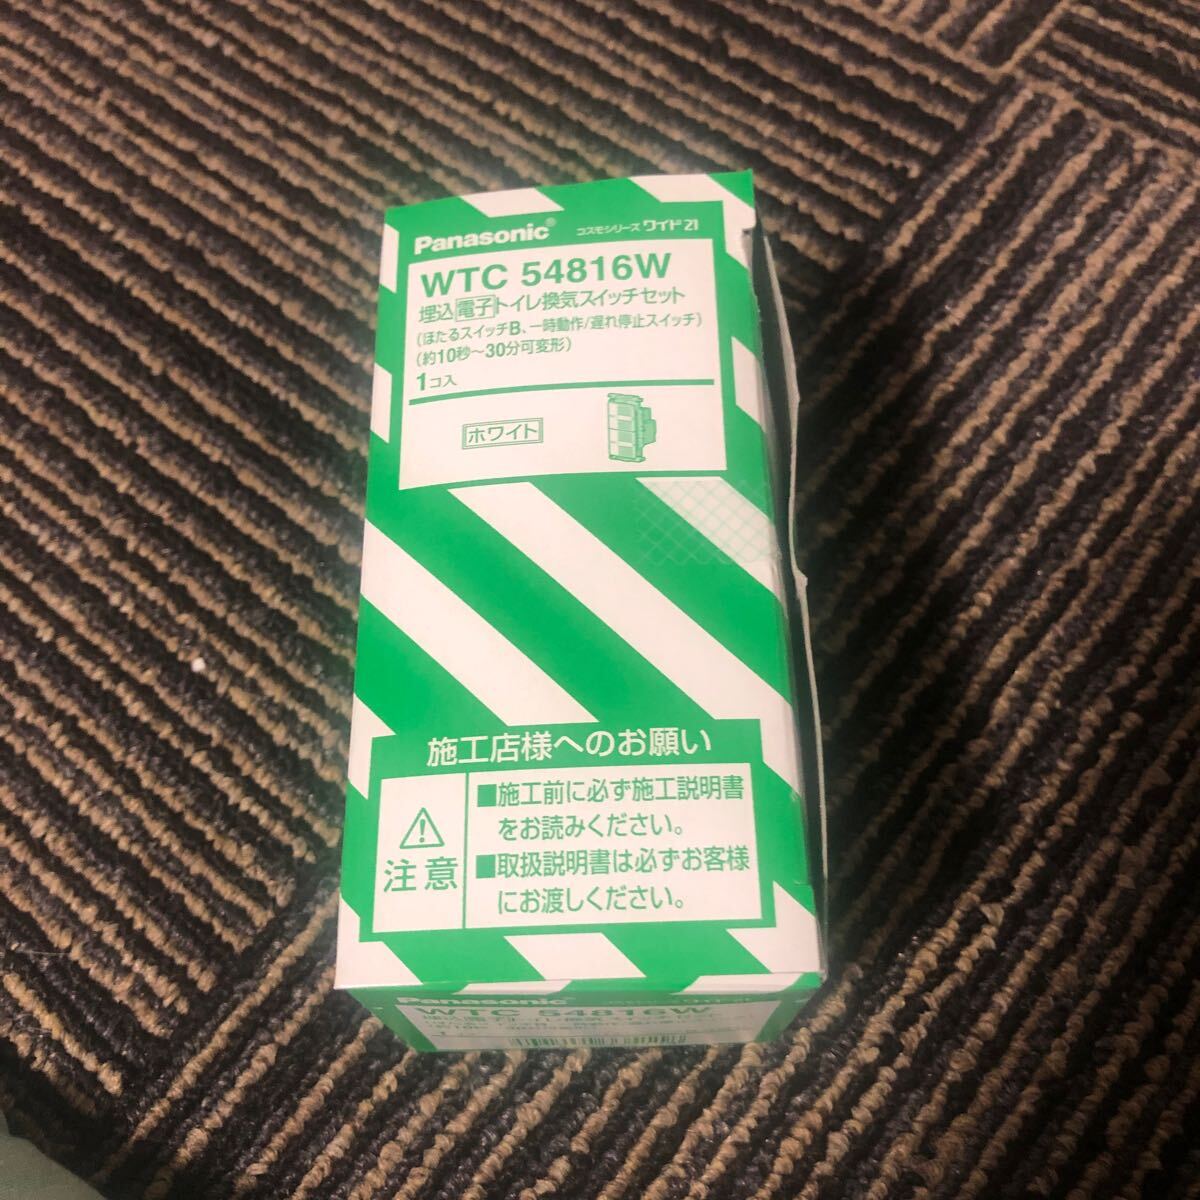 Panasonic® コスモシリーズ ワイド21
WTC 54816W
埋込電子トイレ換気スイッチセット
(ほたるスイッチB、一時動作/遅れ停止スイッチ)
(約10秒〜30分可変形)
1コ入
ホワイト
施工店様へのお願い
注意
■施工前に必ず施工説明書
をお読みください。
■取扱説明書は必ずお客様
にお渡しください。
Panasonic
WTC 54816W